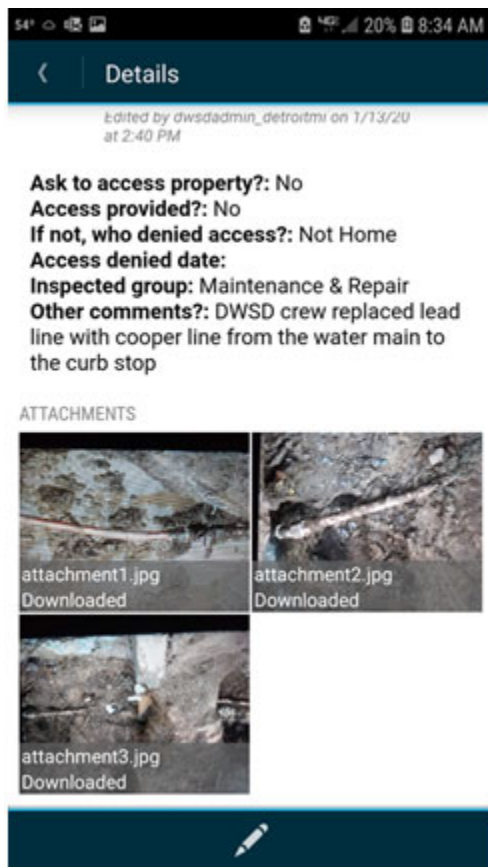 54° 4GE 20% 8:34 AM
Details
Edited by dwsdadmin_detroitmi on 1/13/20
at 2:40 PM
Ask to access property?: No
Access provided?: No
If not, who denied access?: Not Home
Access denied date:
Inspected group: Maintenance & Repair
Other comments?: DWSD crew replaced lead
line with cooper line from the water main to
the curb stop
ATTACHMENTS
attachment1.jpg
Downloaded
attachment2.jpg
Downloaded
attachment3.jpg
Downloaded